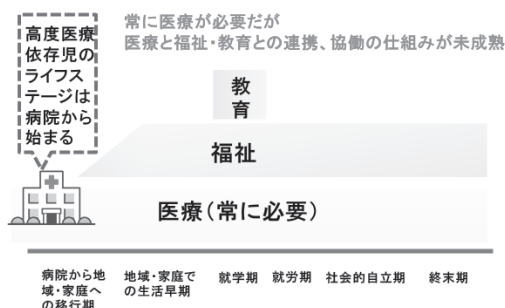 高度医療
依存児の
ライフス
テージは
病院から
始まる
常に医療が必要だが
医療と福祉・教育との連携、協働の仕組みが未成熟
教
育
福祉
医療(常に必要)
病院から地
域・家庭へ
の移行期
地域・家庭で
の生活早期
就学期
就労期
社会的自立期
終末期